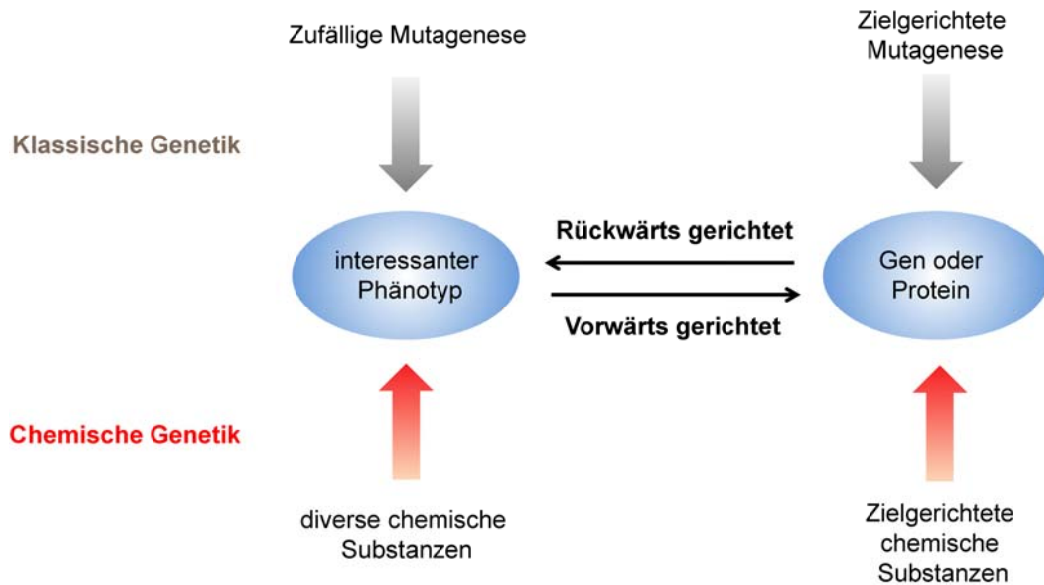 Zufällige Mutagenese
Zielgerichtete
Mutagenese
Klassische Genetik
interessanter
Phänotyp
Rückwärts gerichtet
Vorwärts gerichtet
Gen oder
Protein
Chemische Genetik
diverse chemische
Substanzen
Zielgerichtete
chemische
Substanzen